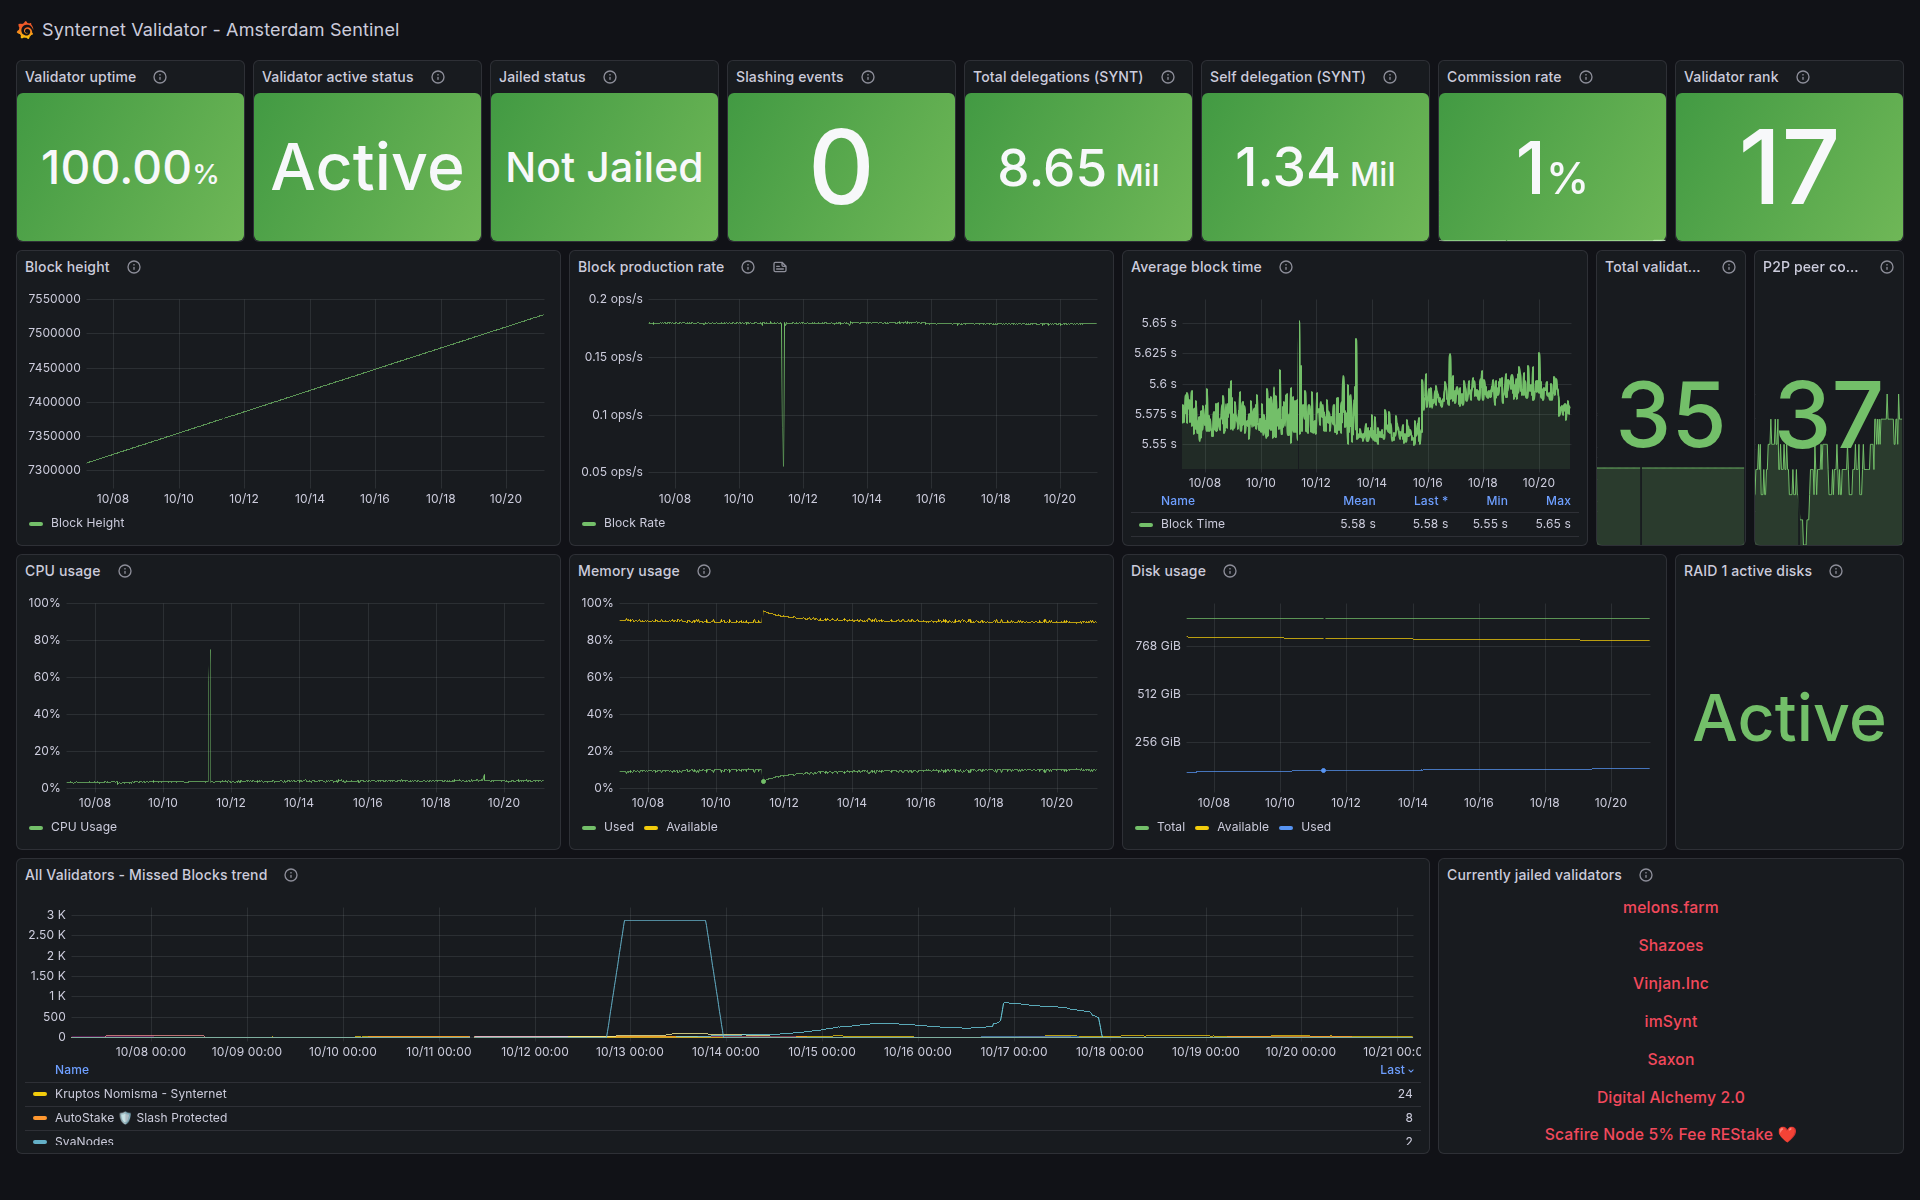 Synternet Validator - Amsterdam Sentinel
Validator uptime
100.00%
Validator active status
Active
Jailed status
Not Jailed
Slashing events
0
Total delegations (SYNT)
8.65 Mil
Self delegation (SYNT)
1.34 Mil
Commission rate
1%
Validator rank
17
Block height
7550000
7500000
7450000
7400000
7350000
7300000
10/08 10/10 10/12 10/14 10/16 10/18 10/20
Block Height
Block production rate
0.2 ops/s
0.15 ops/s
0.1 ops/s
0.05 ops/s
10/08 10/10 10/12 10/14 10/16 10/18 10/20
Block Rate
Average block time
5.65 s
5.625 s
5.6 s
5.575 s
5.55 s
10/08 10/10 10/12 10/14 10/16 10/18 10/20
Name Mean Last * Min Max
Block Time 5.58 s 5.58 s 5.55 s 5.65 s
Total validat...
35
P2P peer co...
37
CPU usage
100%
80%
60%
40%
20%
0%
10/08 10/10 10/12 10/14 10/16 10/18 10/20
CPU Usage
Memory usage
100%
80%
60%
40%
20%
0%
10/08 10/10 10/12 10/14 10/16 10/18 10/20
Used Available
Disk usage
768 GiB
512 GiB
256 GiB
10/08 10/10 10/12 10/14 10/16 10/18 10/20
Total Available Used
RAID 1 active disks
Active
All Validators - Missed Blocks trend
3 K
2.50 K
2 K
1.50 K
1 K
500
0
10/08 00:00 10/09 00:00 10/10 00:00 10/11 00:00 10/12 00:00 10/13 00:00 10/14 00:00 10/15 00:00 10/16 00:00 10/17 00:00 10/18 00:00 10/19 00:00 10/20 00:00 10/21 00:0
Name Last
Kruptos Nomisma - Synternet 24
AutoStake 🛡️ Slash Protected 8
SvaNodes 2
Currently jailed validators
melons.farm
Shazoes
Vinjan.Inc
imSynt
Saxon
Digital Alchemy 2.0
Scafire Node 5% Fee REStake ❤️